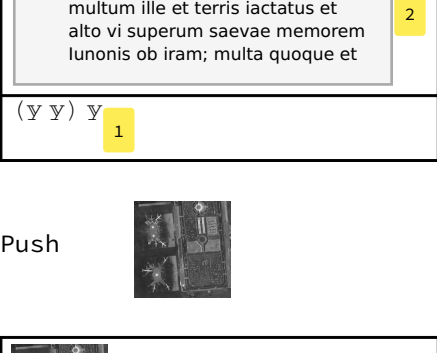 multum ille et terris iactatus et
alto vi superum saevae memorem
Iunonis ob iram; multa quoque et
2
(𝕪 𝕪) 𝕪
1
Push